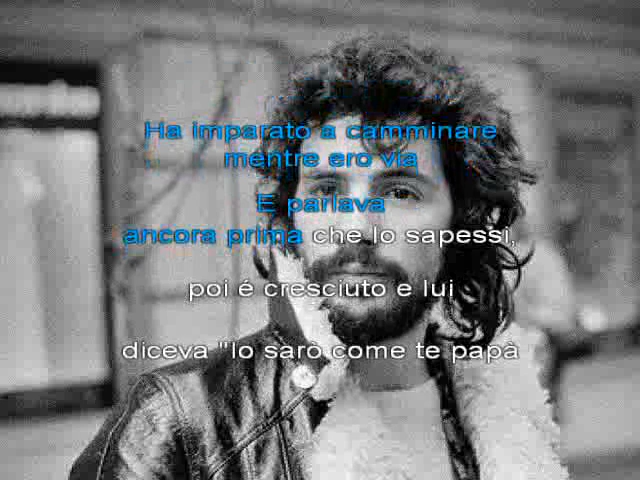 Ha imparato a camminare
mentre ero via
E parlava
ancora prima che lo sapessi,
poi é cresciuto e lui
diceva "Io sarò come te papà